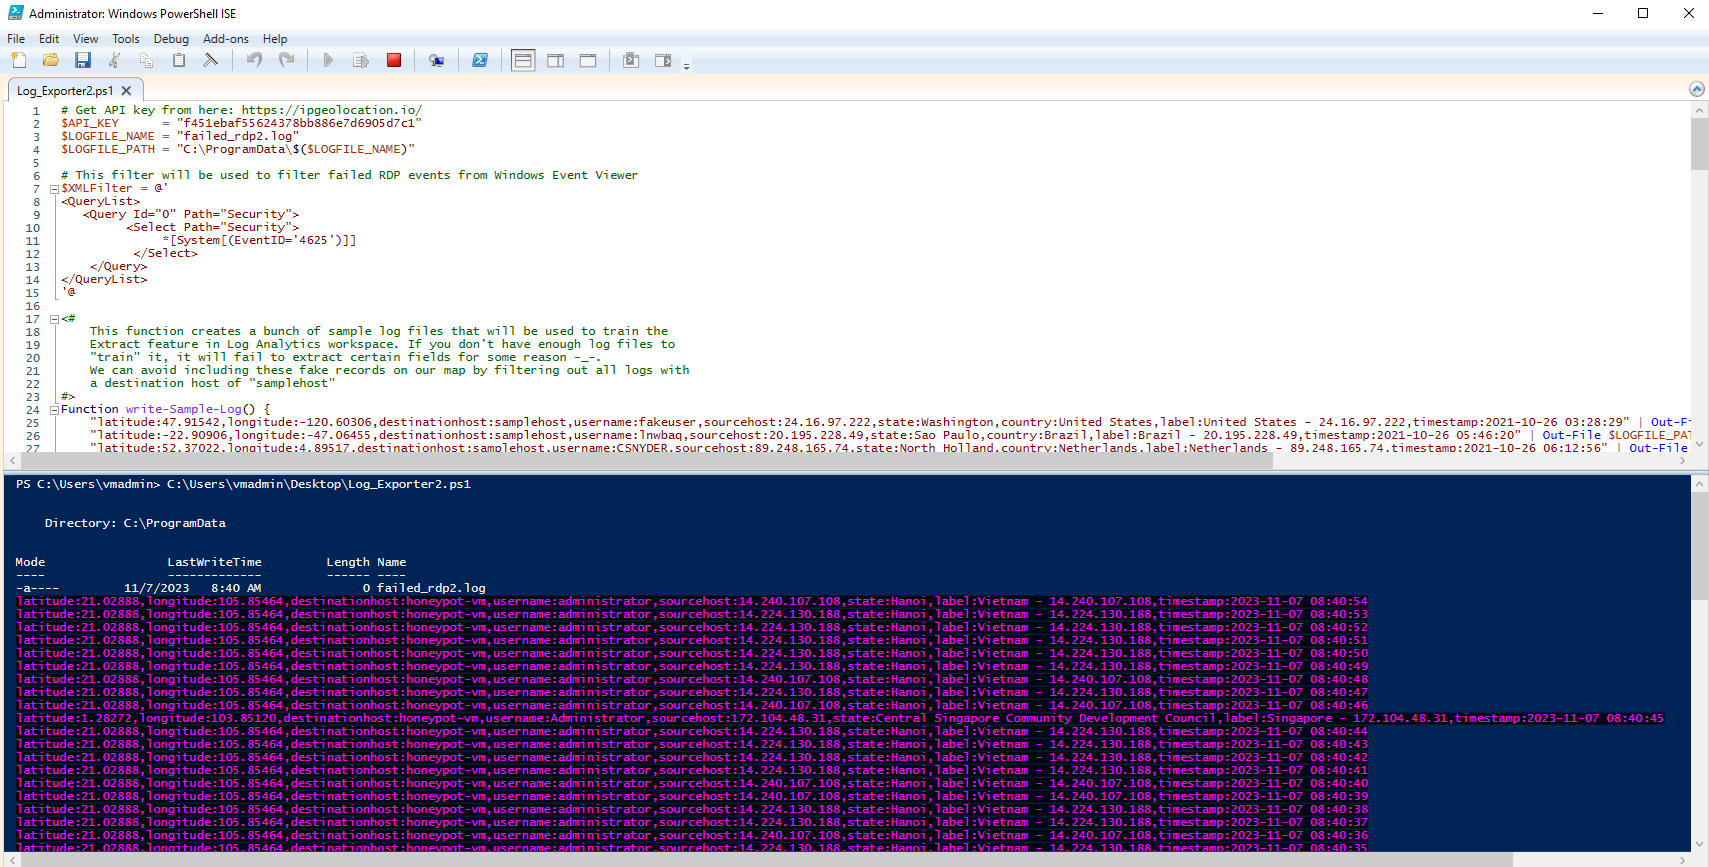 Administrator: Windows PowerShell ISE
File Edit View Tools Debug Add-ons Help
Log_Exporter2.ps1
1 # Get API key from here: https://ipgeolocation.io/
2 $API_KEY      = "f451ebaf55624378bb886e7d6905d7c1"
3 $LOGFILE_NAME = "failed_rdp2.log"
4 $LOGFILE_PATH = "C:\ProgramData\$($LOGFILE_NAME)"
5
6 # This filter will be used to filter failed RDP events from Windows Event Viewer
7 $XMLFilter = @'
8 <QueryList>
9 <Query Id="0" Path="Security">
10 <Select Path="Security">
11 *[System[(EventID='4625')]]
12 </Select>
13 </Query>
14 </QueryList>
15 '@
16
17 <#
18 This function creates a bunch of sample log files that will be used to train the
19 Extract feature in Log Analytics workspace. If you don't have enough log files to
20 "train" it, it will fail to extract certain fields for some reason -_-.
21 We can avoid including these fake records on our map by filtering out all logs with
22 a destination host of "samplehost"
23 #>
24 Function write-Sample-Log() {
25 "latitude:47.91542,longitude:-120.60306,destinationhost:samplehost,username:fakeuser,sourcehost:24.16.97.222,state:Washington,country:United States,label:United States - 24.16.97.222,timestamp:2021-10-26 03:28:29" | Out-F
26 "latitude:-22.90906,longitude:-47.06455,destinationhost:samplehost,username:lnwbaq,sourcehost:20.195.228.49,state:Sao Paulo,country:Brazil,label:Brazil - 20.195.228.49,timestamp:2021-10-26 05:46:20" | Out-File $LOGFILE_PAT
27 "latitude:52.37022,longitude:4.89517,destinationhost:samplehost,username:CSNYDER,sourcehost:89.248.165.74,state:North Holland,country:Netherlands,label:Netherlands - 89.248.165.74,timestamp:2021-10-26 06:12:56" | Out-File
PS C:\Users\vmadmin> C:\Users\vmadmin\Desktop\Log_Exporter2.ps1
Directory: C:\ProgramData
Mode LastWriteTime Length Name
---- ------------- ------ ----
-a---- 11/7/2023 8:40 AM 0 failed_rdp2.log
latitude:21.02888,longitude:105.85464,destinationhost:honeypot-vm,username:administrator,sourcehost:14.240.107.108,state:Hanoi,label:Vietnam - 14.240.107.108,timestamp:2023-11-07 08:40:54
latitude:21.02888,longitude:105.85464,destinationhost:honeypot-vm,username:administrator,sourcehost:14.224.130.188,state:Hanoi,label:Vietnam - 14.224.130.188,timestamp:2023-11-07 08:40:53
latitude:21.02888,longitude:105.85464,destinationhost:honeypot-vm,username:administrator,sourcehost:14.224.130.188,state:Hanoi,label:Vietnam - 14.224.130.188,timestamp:2023-11-07 08:40:52
latitude:21.02888,longitude:105.85464,destinationhost:honeypot-vm,username:administrator,sourcehost:14.224.130.188,state:Hanoi,label:Vietnam - 14.224.130.188,timestamp:2023-11-07 08:40:51
latitude:21.02888,longitude:105.85464,destinationhost:honeypot-vm,username:administrator,sourcehost:14.224.130.188,state:Hanoi,label:Vietnam - 14.224.130.188,timestamp:2023-11-07 08:40:50
latitude:21.02888,longitude:105.85464,destinationhost:honeypot-vm,username:administrator,sourcehost:14.224.130.188,state:Hanoi,label:Vietnam - 14.224.130.188,timestamp:2023-11-07 08:40:49
latitude:21.02888,longitude:105.85464,destinationhost:honeypot-vm,username:administrator,sourcehost:14.240.107.108,state:Hanoi,label:Vietnam - 14.240.107.108,timestamp:2023-11-07 08:40:48
latitude:21.02888,longitude:105.85464,destinationhost:honeypot-vm,username:administrator,sourcehost:14.224.130.188,state:Hanoi,label:Vietnam - 14.224.130.188,timestamp:2023-11-07 08:40:47
latitude:21.02888,longitude:105.85464,destinationhost:honeypot-vm,username:administrator,sourcehost:14.240.107.108,state:Hanoi,label:Vietnam - 14.240.107.108,timestamp:2023-11-07 08:40:46
latitude:1.28272,longitude:103.85120,destinationhost:honeypot-vm,username:Administrator,sourcehost:172.104.48.31,state:Central Singapore Community Development Council,label:Singapore - 172.104.48.31,timestamp:2023-11-07 08:40:45
latitude:21.02888,longitude:105.85464,destinationhost:honeypot-vm,username:administrator,sourcehost:14.224.130.188,state:Hanoi,label:Vietnam - 14.224.130.188,timestamp:2023-11-07 08:40:44
latitude:21.02888,longitude:105.85464,destinationhost:honeypot-vm,username:administrator,sourcehost:14.224.130.188,state:Hanoi,label:Vietnam - 14.224.130.188,timestamp:2023-11-07 08:40:43
latitude:21.02888,longitude:105.85464,destinationhost:honeypot-vm,username:administrator,sourcehost:14.240.107.108,state:Hanoi,label:Vietnam - 14.240.107.108,timestamp:2023-11-07 08:40:42
latitude:21.02888,longitude:105.85464,destinationhost:honeypot-vm,username:administrator,sourcehost:14.224.130.188,state:Hanoi,label:Vietnam - 14.224.130.188,timestamp:2023-11-07 08:40:41
latitude:21.02888,longitude:105.85464,destinationhost:honeypot-vm,username:administrator,sourcehost:14.240.107.108,state:Hanoi,label:Vietnam - 14.240.107.108,timestamp:2023-11-07 08:40:40
latitude:21.02888,longitude:105.85464,destinationhost:honeypot-vm,username:administrator,sourcehost:14.240.107.108,state:Hanoi,label:Vietnam - 14.240.107.108,timestamp:2023-11-07 08:40:39
latitude:21.02888,longitude:105.85464,destinationhost:honeypot-vm,username:administrator,sourcehost:14.224.130.188,state:Hanoi,label:Vietnam - 14.224.130.188,timestamp:2023-11-07 08:40:38
latitude:21.02888,longitude:105.85464,destinationhost:honeypot-vm,username:administrator,sourcehost:14.224.130.188,state:Hanoi,label:Vietnam - 14.224.130.188,timestamp:2023-11-07 08:40:37
latitude:21.02888,longitude:105.85464,destinationhost:honeypot-vm,username:administrator,sourcehost:14.240.107.108,state:Hanoi,label:Vietnam - 14.240.107.108,timestamp:2023-11-07 08:40:36
latitude:21.02888,longitude:105.85464,destinationhost:honeypot-vm,username:administrator,sourcehost:14.240.107.108,state:Hanoi,label:Vietnam - 14.240.107.108,timestamp:2023-11-07 08:40:35